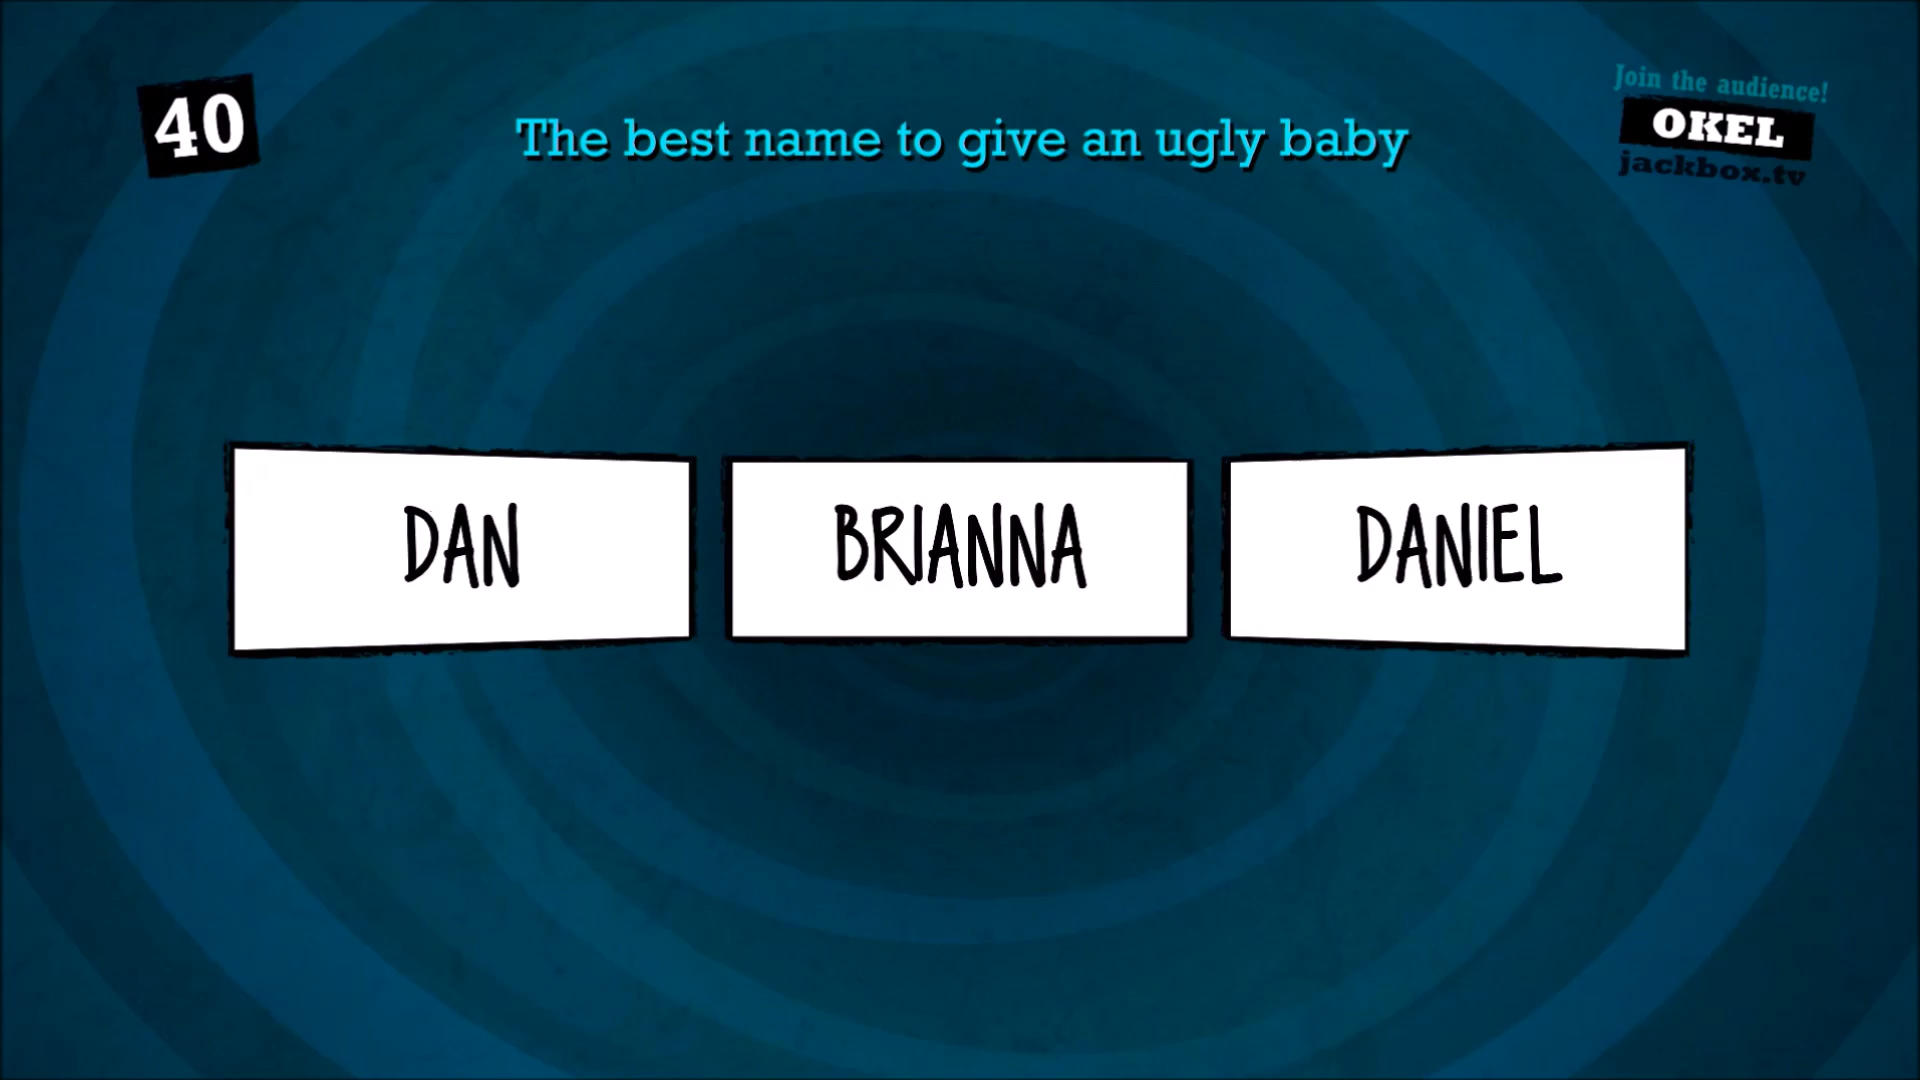 40
The best name to give an ugly baby
Join the audience!
OKEL
jackbox.tv
DAN
BRIANNA
DANIEL